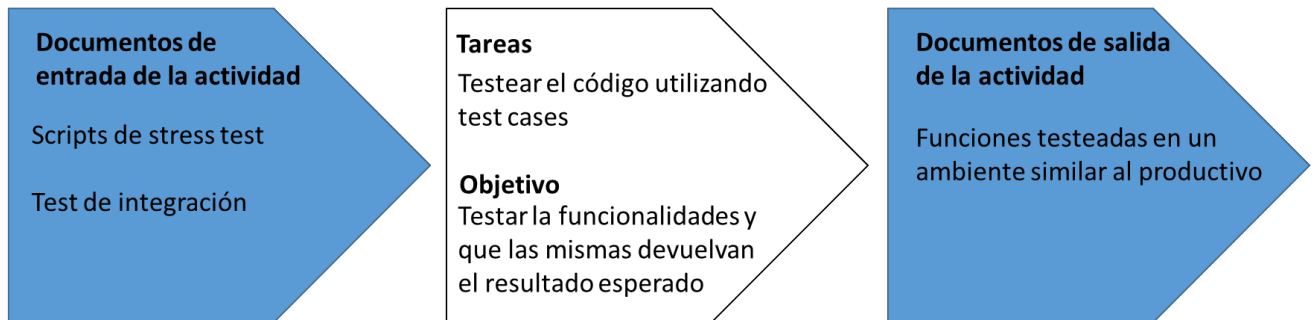 Documentos de
entrada de la actividad
Scripts de stress test
Test de integración
Tareas
Testear el código utilizando
test cases
Objetivo
Testar la funcionalidades y
que las mismas devuelvan
el resultado esperado
Documentos de salida
de la actividad
Funciones testeadas en un
ambiente similar al productivo